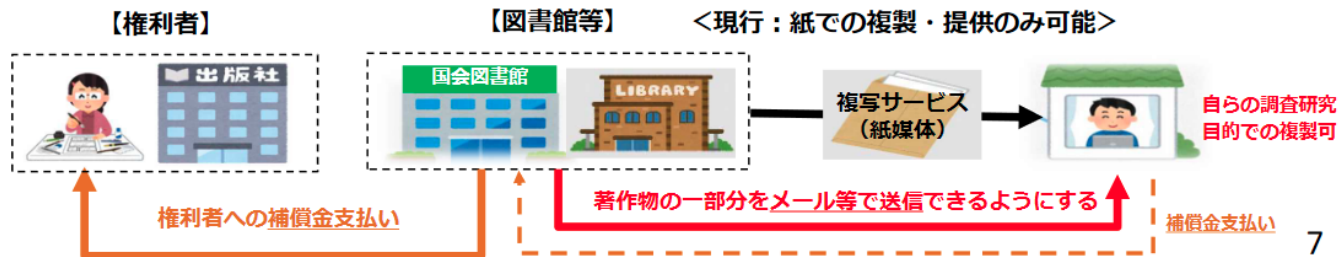 【権利者】
【図書館等】
<現行：紙での複製・提供のみ可能>
出版社
国会図書館
LIBRARY
複写サービス
（紙媒体）
自らの調査研究
目的での複製可
著作物の一部分をメール等で送信できるようにする
権利者への補償金支払い
補償金支払い
7